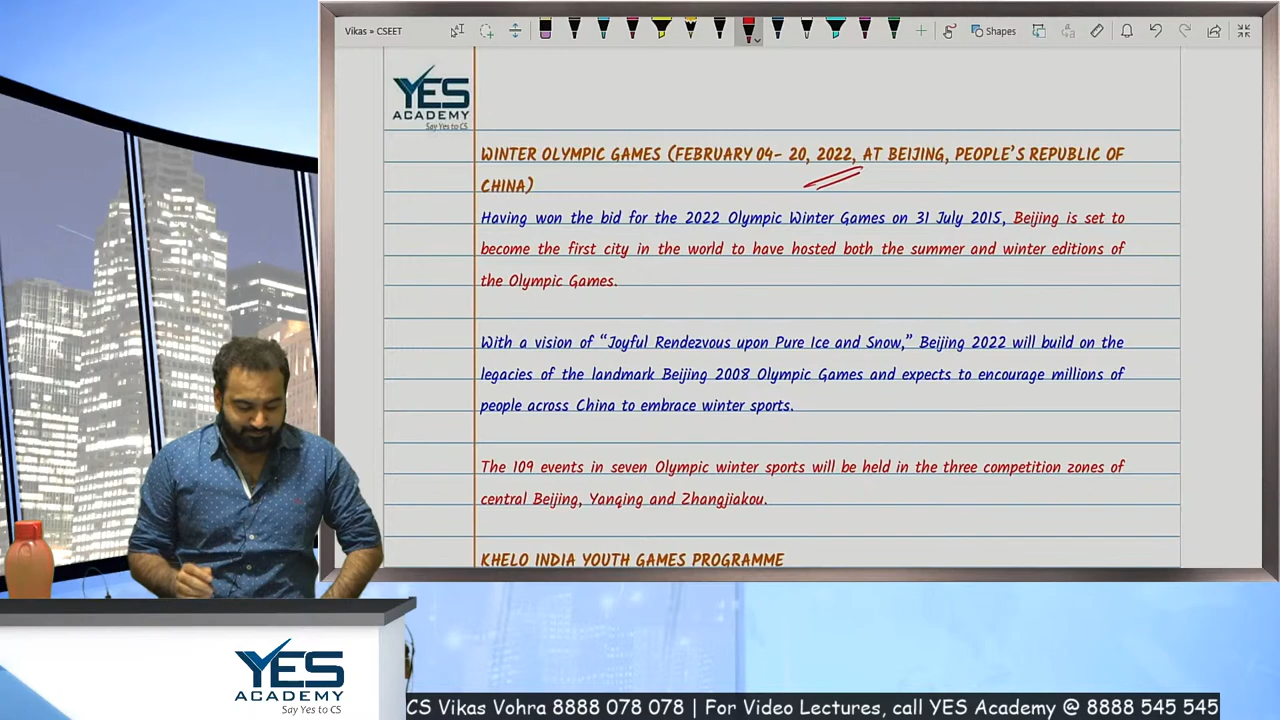 Vikas » CSEET
Shapes
YES
ACADEMY
Say Yes to CS
WINTER OLYMPIC GAMES (FEBRUARY 04- 20, 2022, AT BEIJING, PEOPLE'S REPUBLIC OF
CHINA)
Having won the bid for the 2022 Olympic Winter Games on 31 July 2015, Beijing is set to
become the first city in the world to have hosted both the summer and winter editions of
the Olympic Games.
With a vision of “Joyful Rendezvous upon Pure Ice and Snow,” Beijing 2022 will build on the
legacies of the landmark Beijing 2008 Olympic Games and expects to encourage millions of
people across China to embrace winter sports.
The 109 events in seven Olympic winter sports will be held in the three competition zones of
central Beijing, Yanqing and Zhangjiakou.
KHELO INDIA YOUTH GAMES PROGRAMME
YES
ACADEMY
Say Yes to CS
CS Vikas Vohra 8888 078 078 | For Video Lectures, call YES Academy @ 8888 545 545